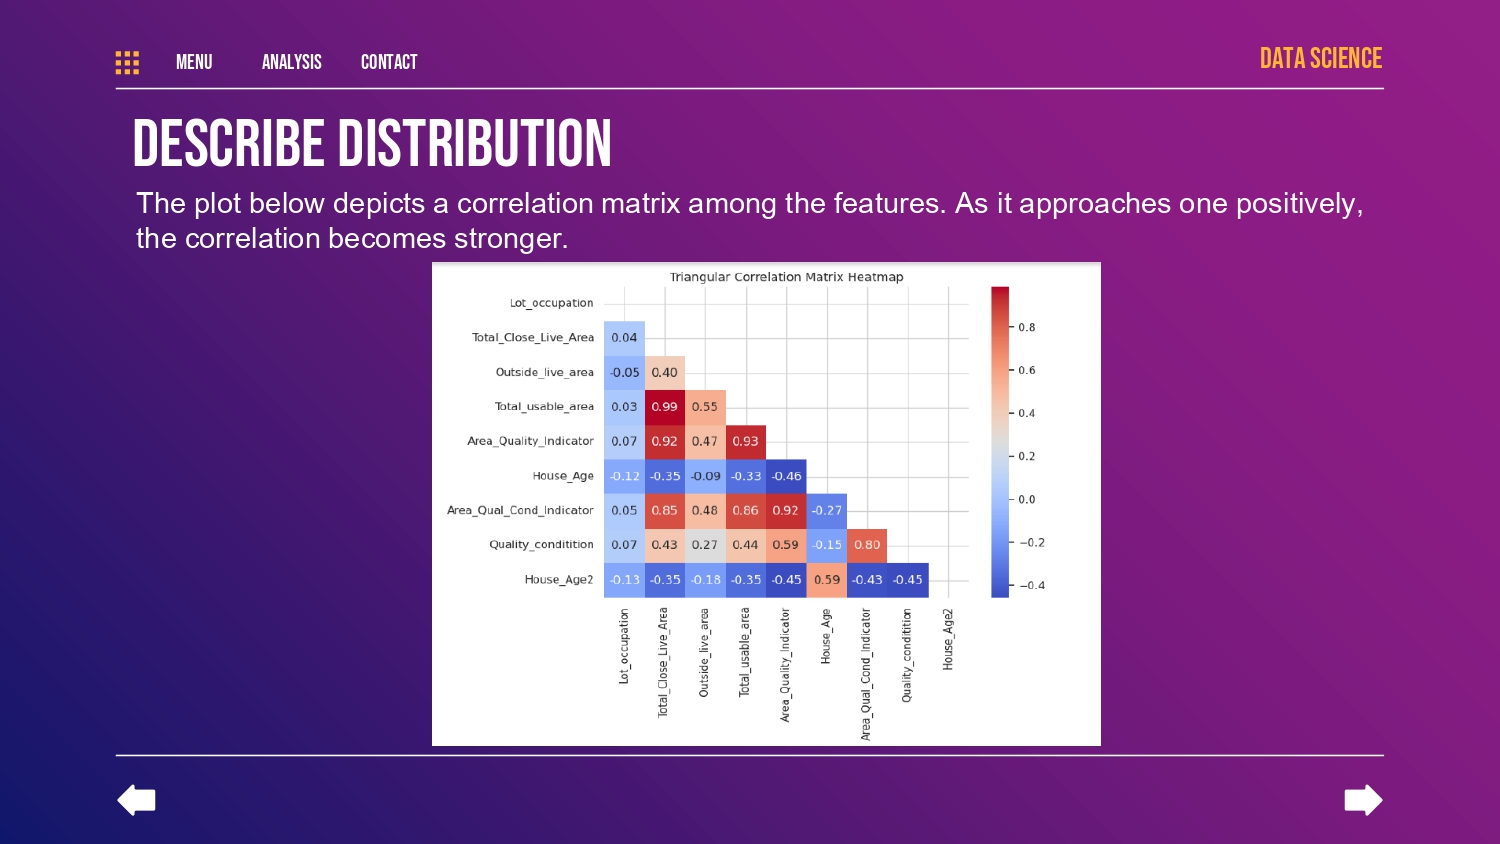 MENU ANALYSIS CONTACT DATA SCIENCE
DESCRIBE DISTRIBUTION
The plot below depicts a correlation matrix among the features. As it approaches one positively,
the correlation becomes stronger.
Triangular Correlation Matrix Heatmap
Lot_occupation
Total_Close_Live_Area 0.04
Outside_live_area -0.05 0.40
Total_usable_area 0.03 0.99 0.55
Area_Quality_Indicator 0.07 0.92 0.47 0.93
House_Age -0.12 -0.35 -0.09 -0.33 -0.46
Area_Qual_Cond_Indicator 0.05 0.85 0.48 0.86 0.92 -0.27
Quality_conditition 0.07 0.43 0.27 0.44 0.59 -0.15 0.80
House_Age2 -0.13 -0.35 -0.18 -0.35 -0.45 0.59 -0.43 -0.45
Lot_occupation
Total_Close_Live_Area
Outside_live_area
Total_usable_area
Area_Quality_Indicator
House_Age
Area_Qual_Cond_Indicator
Quality_conditition
House_Age2
0.8
0.6
0.4
0.2
0.0
−0.2
−0.4